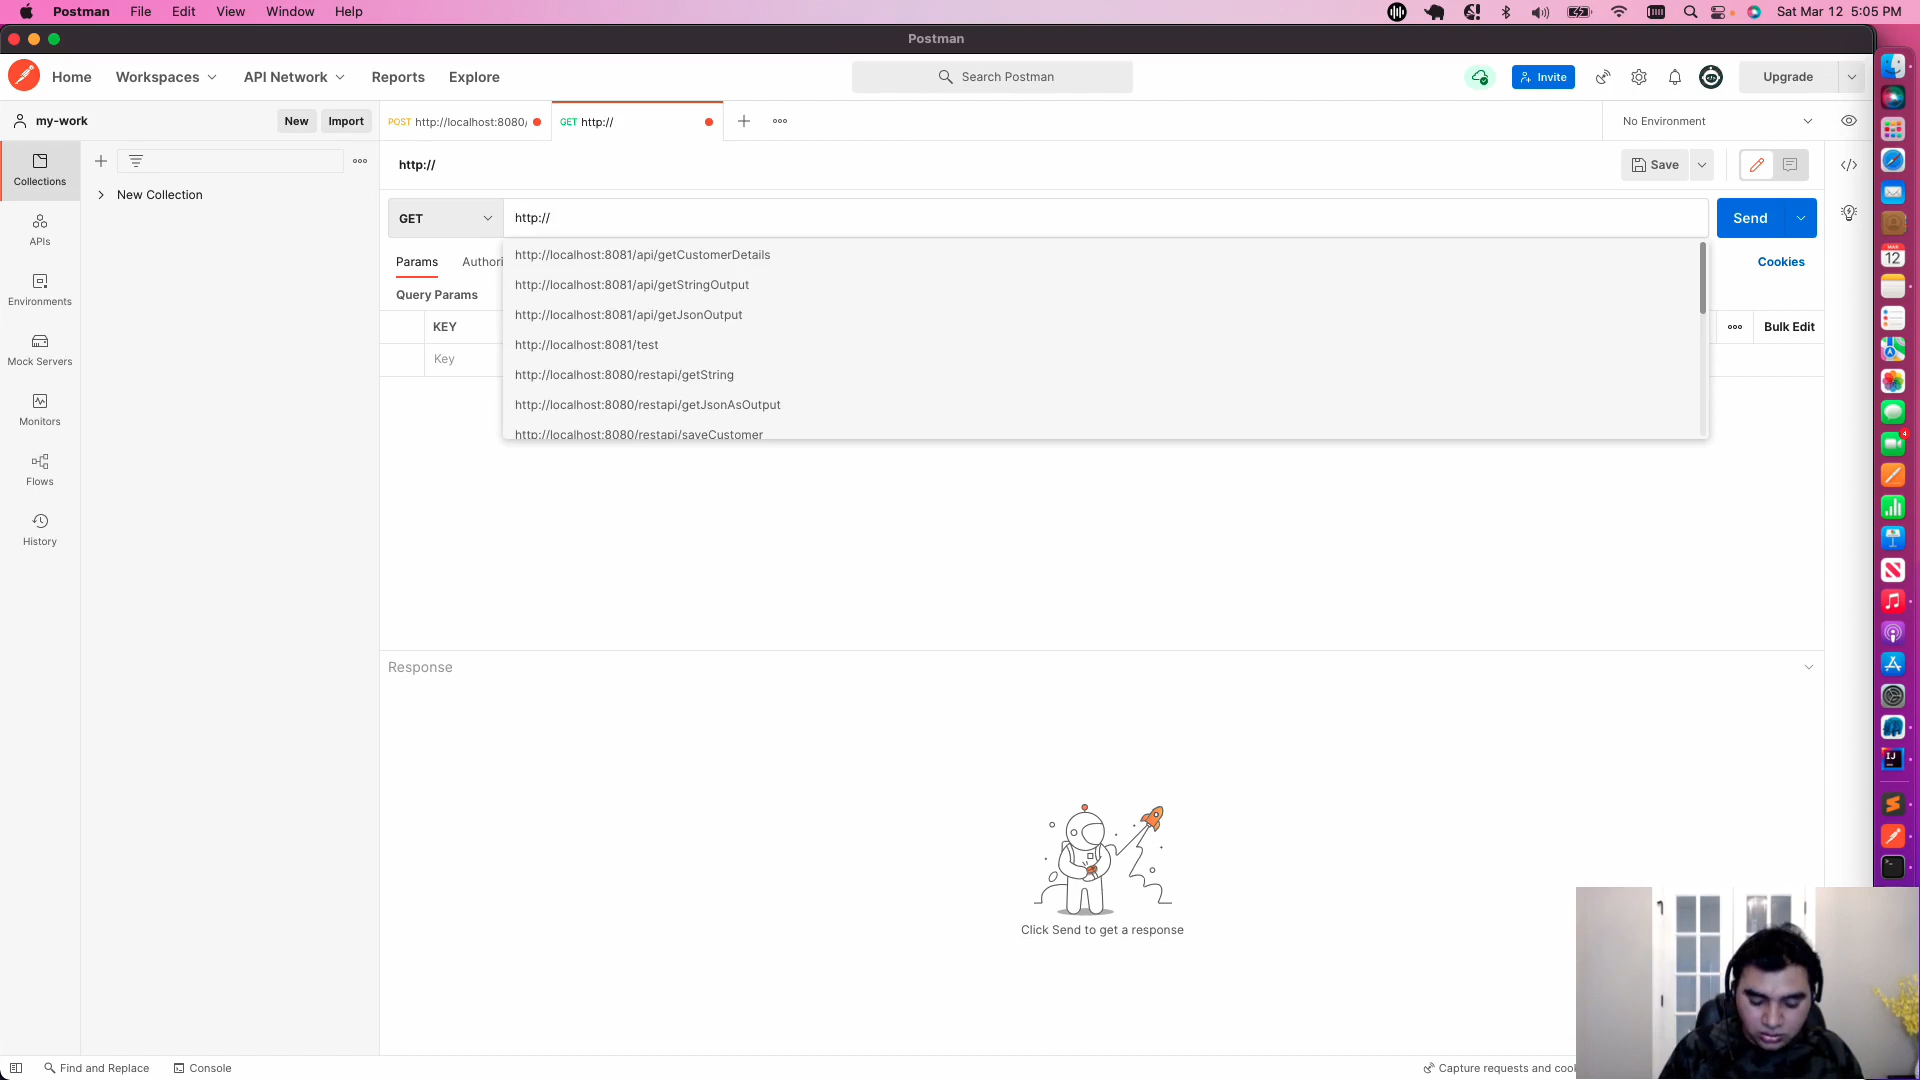 Postman File Edit View Window Help
Sat Mar 12 5:05 PM
Postman
Home Workspaces API Network Reports Explore
Search Postman
Invite
Upgrade
my-work
New Import
POST http://localhost:8080/
GET http://
No Environment
Collections
APIs
Environments
Mock Servers
Monitors
Flows
History
New Collection
http://
Save
GET
http://
Send
http://localhost:8081/api/getCustomerDetails
http://localhost:8081/api/getStringOutput
http://localhost:8081/api/getJsonOutput
http://localhost:8081/test
http://localhost:8080/restapi/getString
http://localhost:8080/restapi/getJsonAsOutput
http://localhost:8080/restapi/saveCustomer
Params Authori
Cookies
Query Params
KEY
Bulk Edit
Key
Response
Click Send to get a response
Find and Replace Console
Capture requests and cook
12
4
IJ